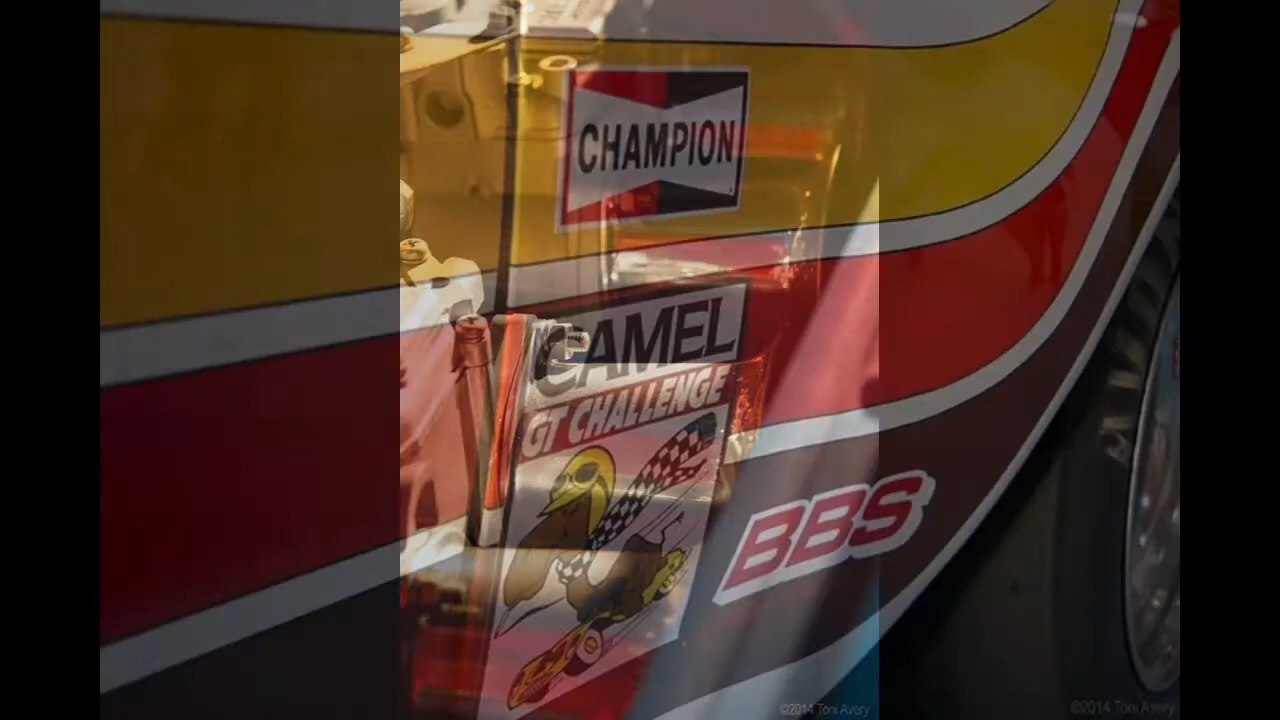 CHAMPION
CAMEL
GT CHALLENGE
BBS
©2014 Toni Avery
©2014 Toni Avery